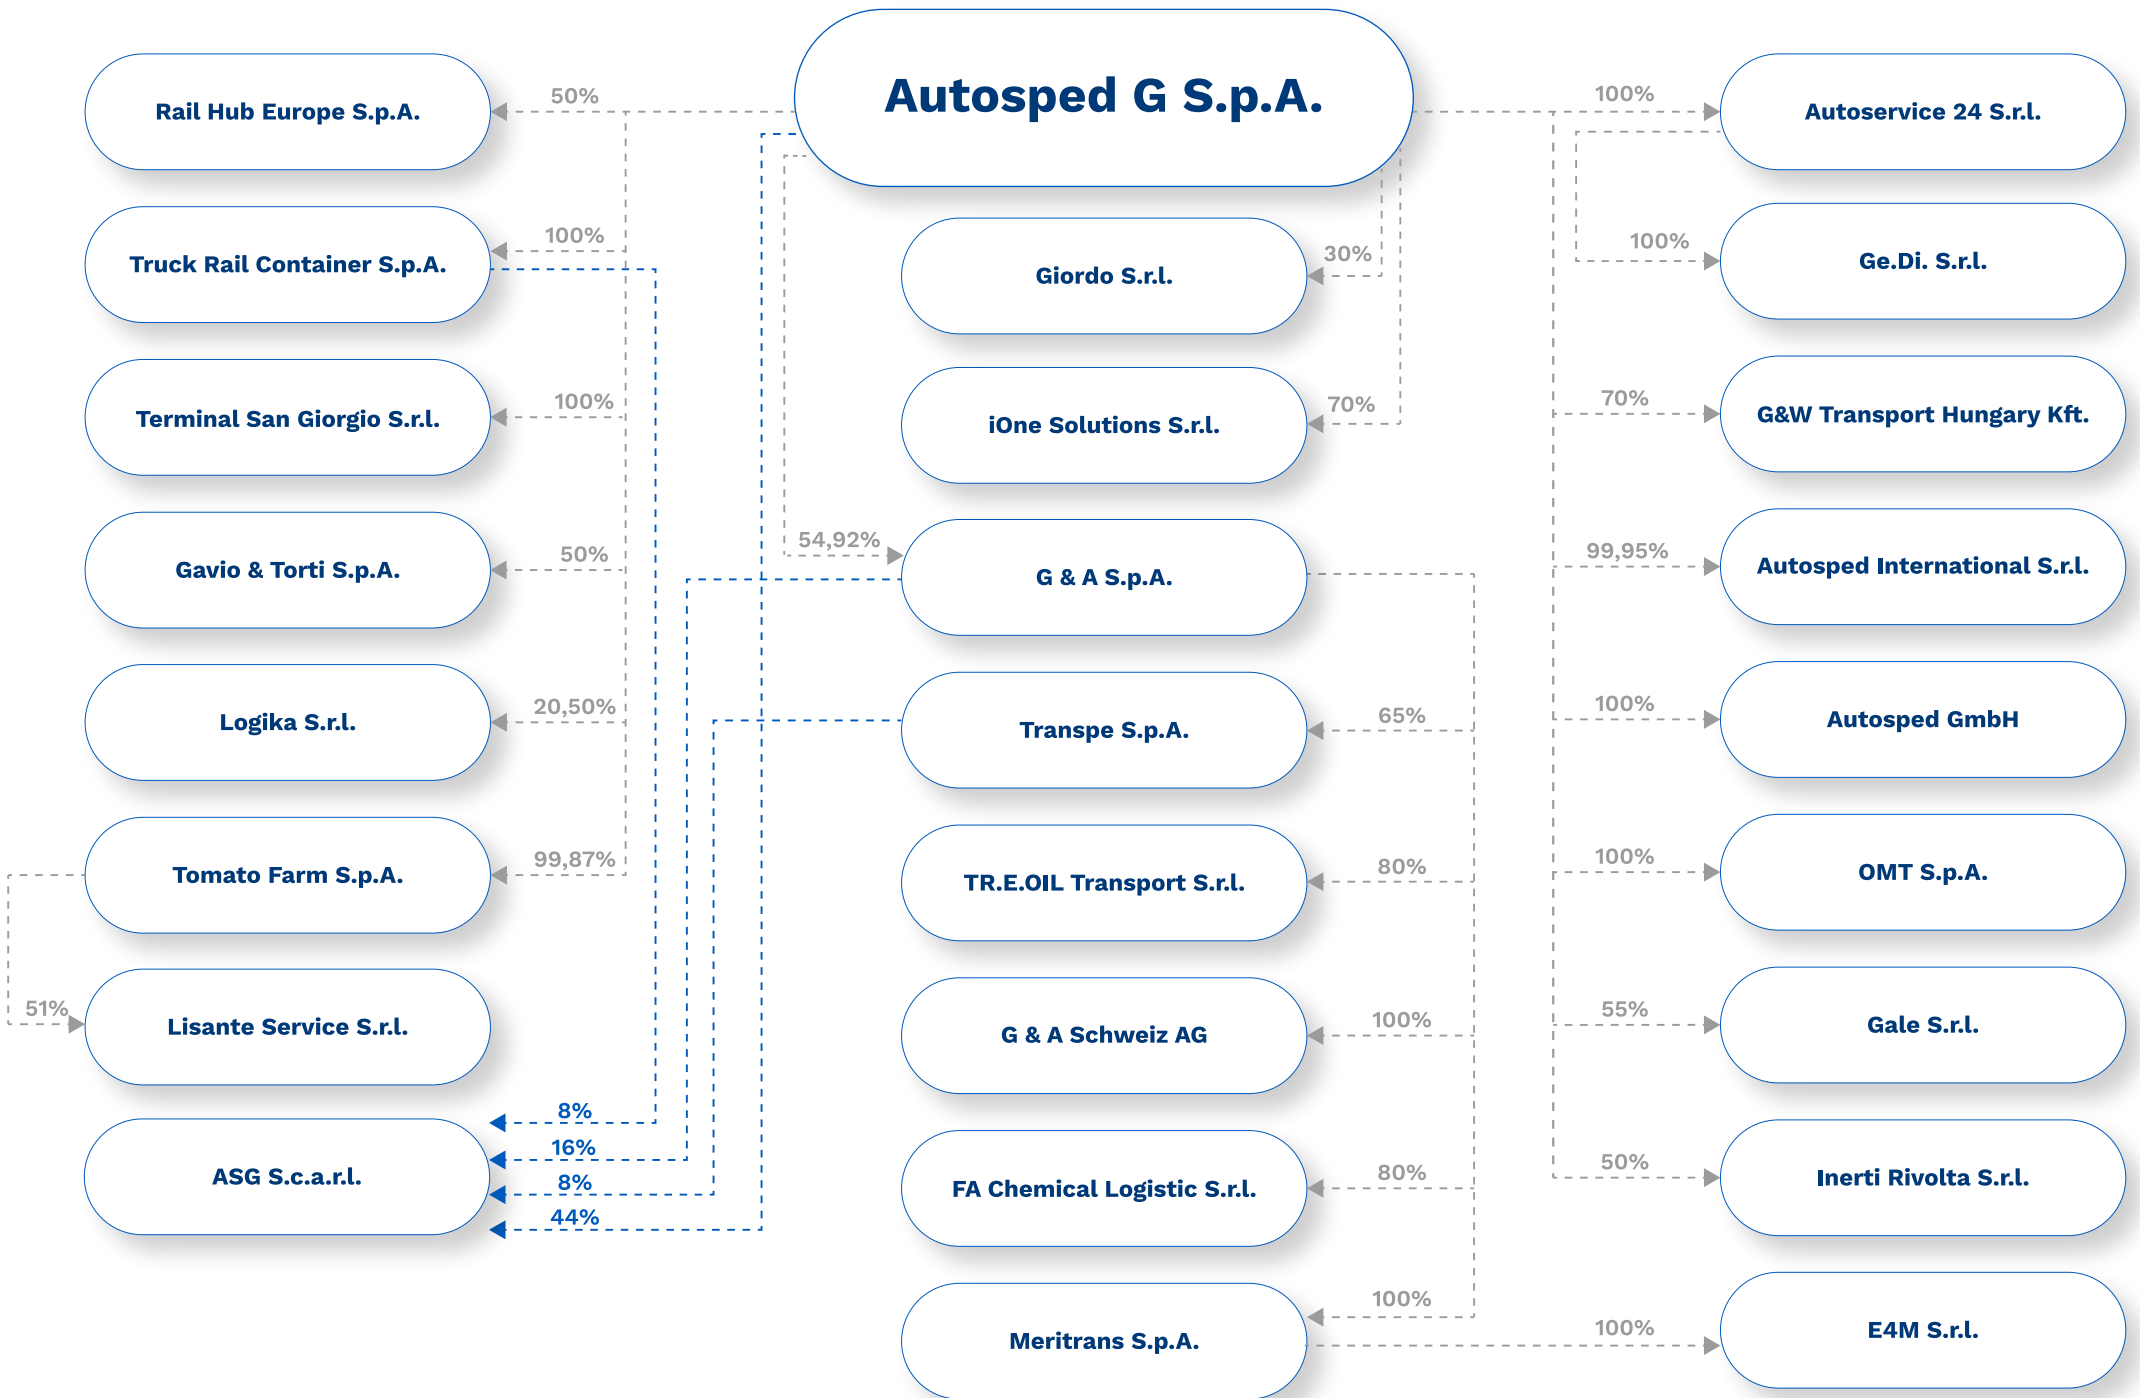 Autosped G S.p.A.
Rail Hub Europe S.p.A.
50%
Truck Rail Container S.p.A.
100%
Terminal San Giorgio S.r.l.
100%
Gavio & Torti S.p.A.
50%
Logika S.r.l.
20,50%
Tomato Farm S.p.A.
99,87%
51%
Lisante Service S.r.l.
ASG S.c.a.r.l.
8%
16%
8%
44%
Giordo S.r.l.
30%
iOne Solutions S.r.l.
70%
54,92%
G & A S.p.A.
Transpe S.p.A.
65%
TR.E.OIL Transport S.r.l.
80%
G & A Schweiz AG
100%
FA Chemical Logistic S.r.l.
80%
Meritrans S.p.A.
100%
100%
Autoservice 24 S.r.l.
100%
Ge.Di. S.r.l.
70%
G&W Transport Hungary Kft.
99,95%
Autosped International S.r.l.
100%
Autosped GmbH
100%
OMT S.p.A.
55%
Gale S.r.l.
50%
Inerti Rivolta S.r.l.
100%
E4M S.r.l.